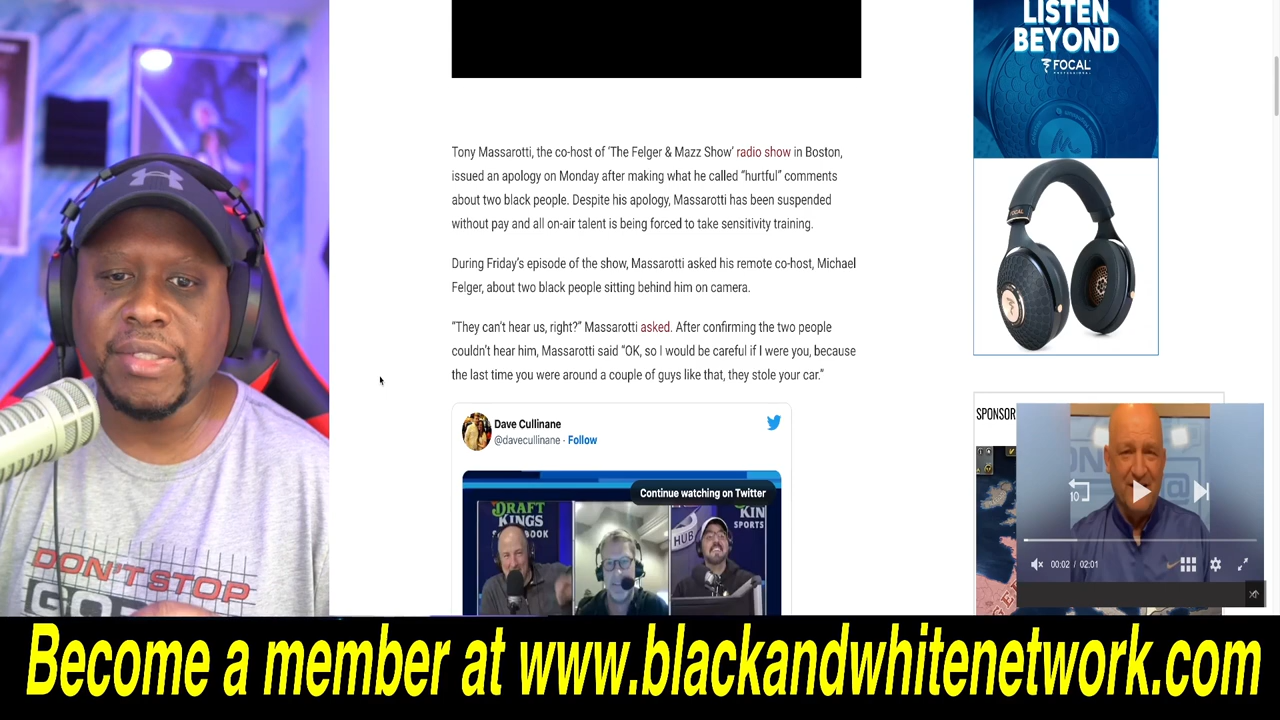 LISTEN
BEYOND
FOCAL
PROFESSIONAL
Tony Massarotti, the co-host of ‘The Felger & Mazz Show’ radio show in Boston,
issued an apology on Monday after making what he called “hurtful” comments
about two black people. Despite his apology, Massarotti has been suspended
without pay and all on-air talent is being forced to take sensitivity training.
During Friday’s episode of the show, Massarotti asked his remote co-host, Michael
Felger, about two black people sitting behind him on camera.
“They can’t hear us, right?” Massarotti asked. After confirming the two people
couldn’t hear him, Massarotti said “OK, so I would be careful if I were you, because
the last time you were around a couple of guys like that, they stole your car.”
Dave Cullinane
@davecullinane · Follow
Continue watching on Twitter
DRAFT
KINGS
HUB
KIN
SPORTS
FOCAL
SPONSOR
10
00:02 / 02:01
DON'T STOP
Become a member at www.blackandwhitenetwork.com